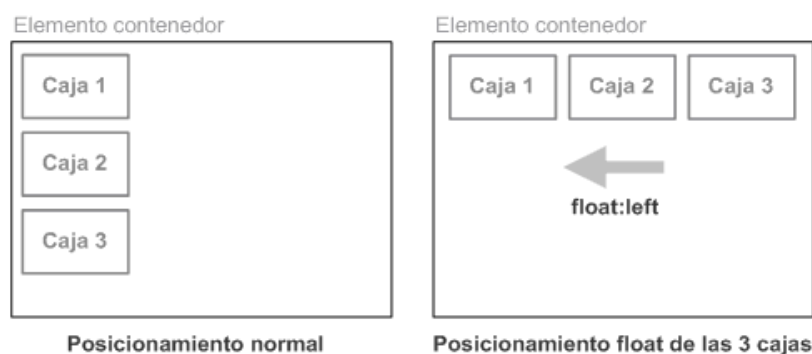 Elemento contenedor
Caja 1
Caja 2
Caja 3
Posicionamiento normal
Elemento contenedor
Caja 1 Caja 2 Caja 3
float:left
Posicionamiento float de las 3 cajas